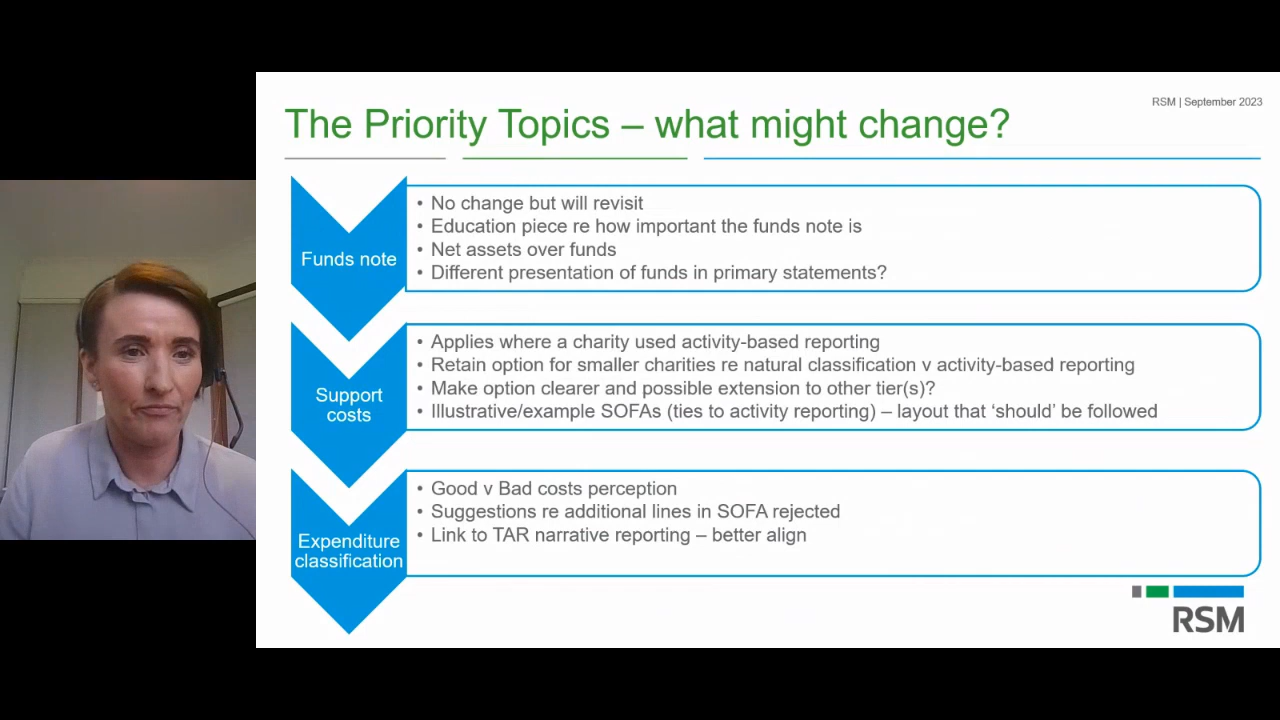 RSM | September 2023
The Priority Topics – what might change?
Funds note
• No change but will revisit
• Education piece re how important the funds note is
• Net assets over funds
• Different presentation of funds in primary statements?
Support
costs
• Applies where a charity used activity-based reporting
• Retain option for smaller charities re natural classification v activity-based reporting
• Make option clearer and possible extension to other tier(s)?
• Illustrative/example SOFAs (ties to activity reporting) – layout that ‘should’ be followed
Expenditure
classification
• Good v Bad costs perception
• Suggestions re additional lines in SOFA rejected
• Link to TAR narrative reporting – better align
RSM